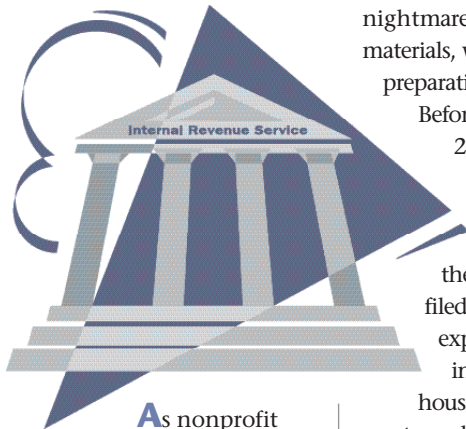 Internal Revenue Service
As nonprofit
nightmare
materials, w
preparati
Befor
2
the
filed
exp
in
hous